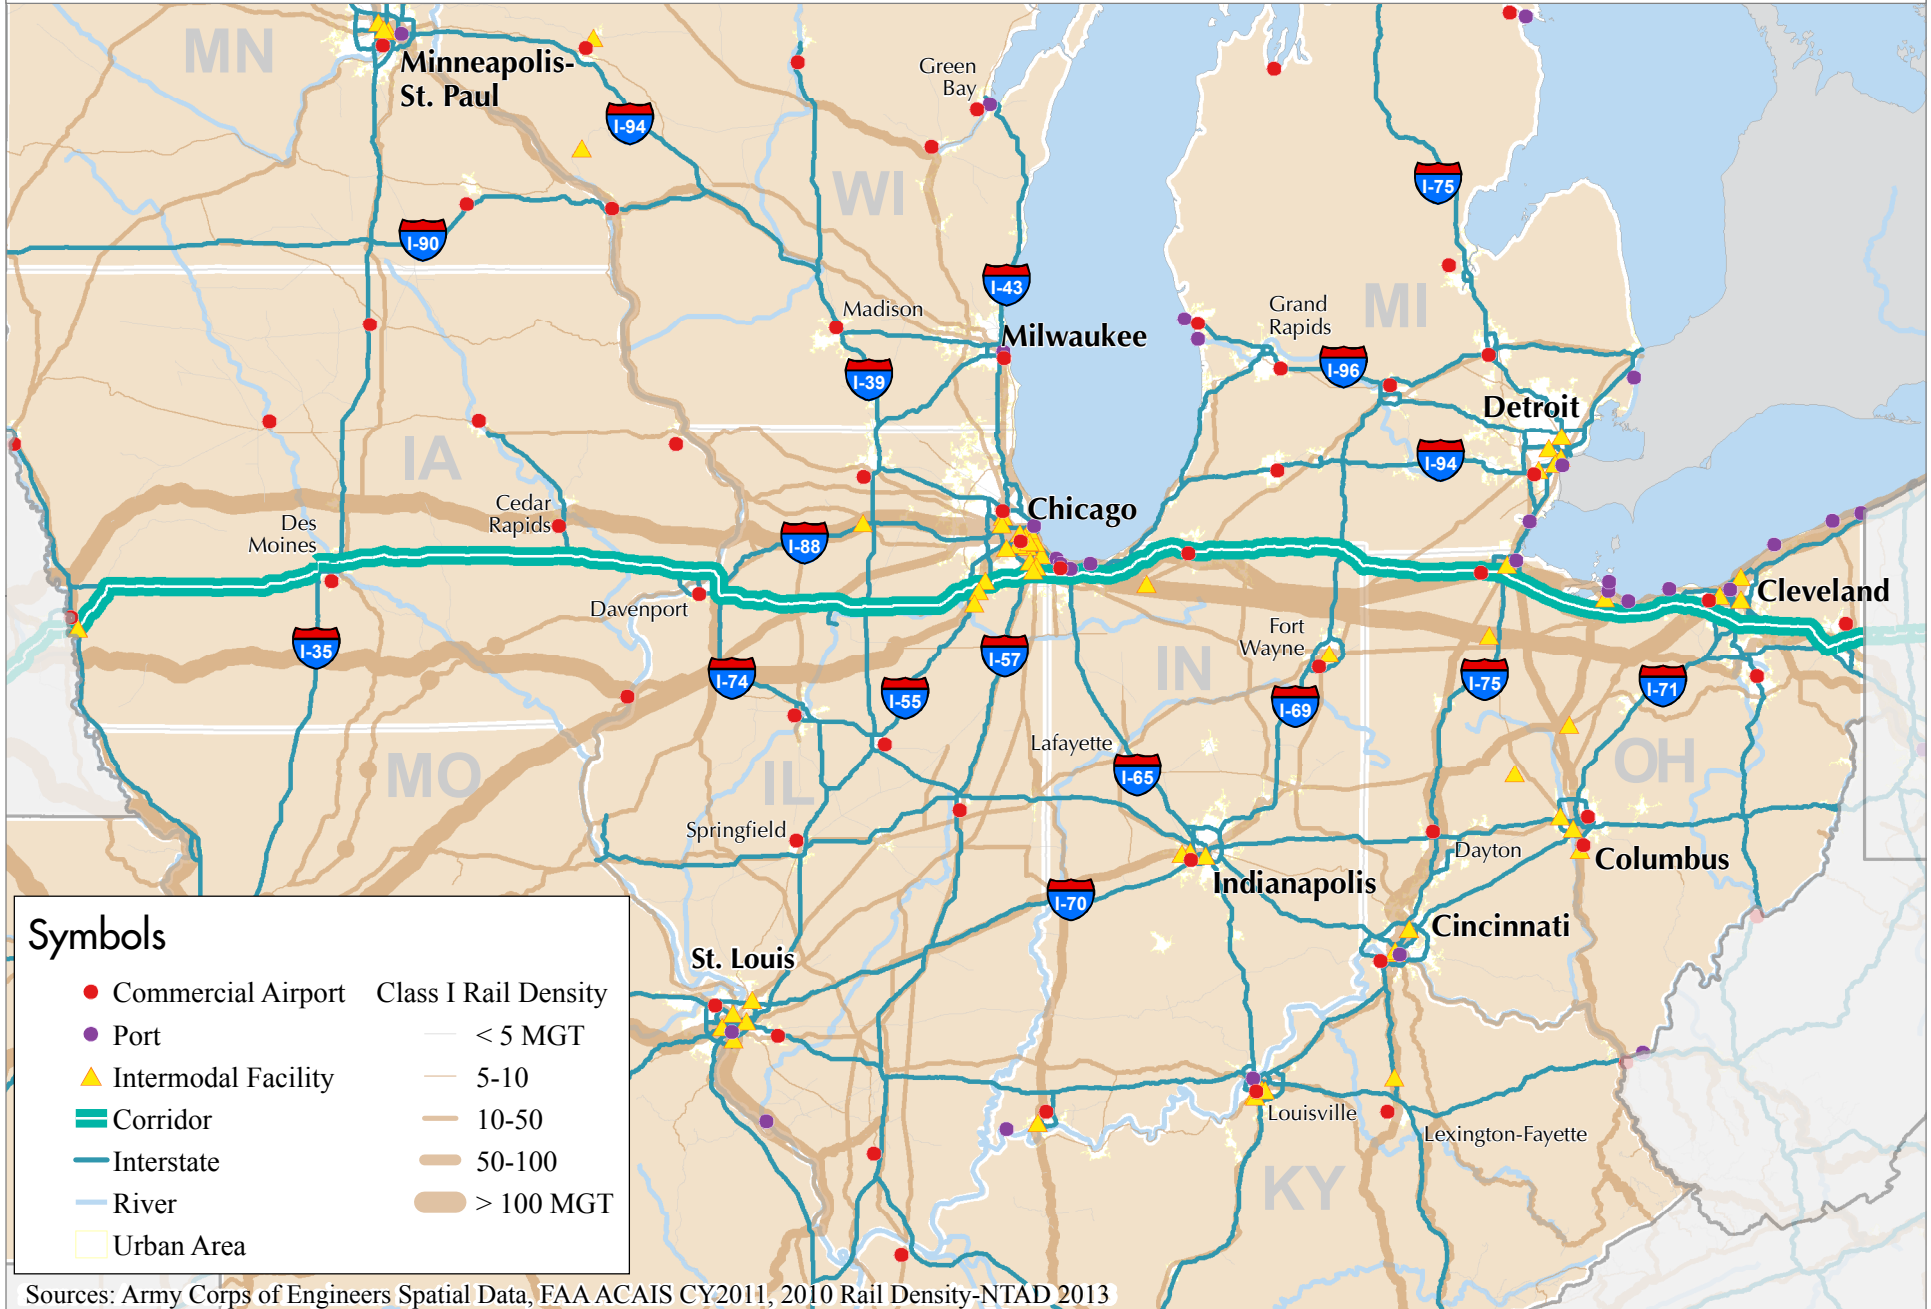 MN
Minneapolis-
St. Paul
I-94
Green
Bay
WI
I-75
I-90
I-43
Madison
Milwaukee
Grand
Rapids
MI
I-39
I-96
Detroit
IA
I-94
Cedar
Rapids
Des
Moines
Chicago
I-88
Davenport
Cleveland
Fort
Wayne
I-35
I-74
I-57
I-55
IN
I-69
I-75
I-71
MO
IL
Lafayette
I-65
OH
Springfield
Dayton
Columbus
Indianapolis
I-70
Cincinnati
St. Louis
Louisville
Lexington-Fayette
KY
Symbols
Commercial Airport
Port
Intermodal Facility
Corridor
Interstate
River
Urban Area
Class I Rail Density
< 5 MGT
5-10
10-50
50-100
> 100 MGT
Sources: Army Corps of Engineers Spatial Data, FAA ACAIS CY2011, 2010 Rail Density-NTAD 2013